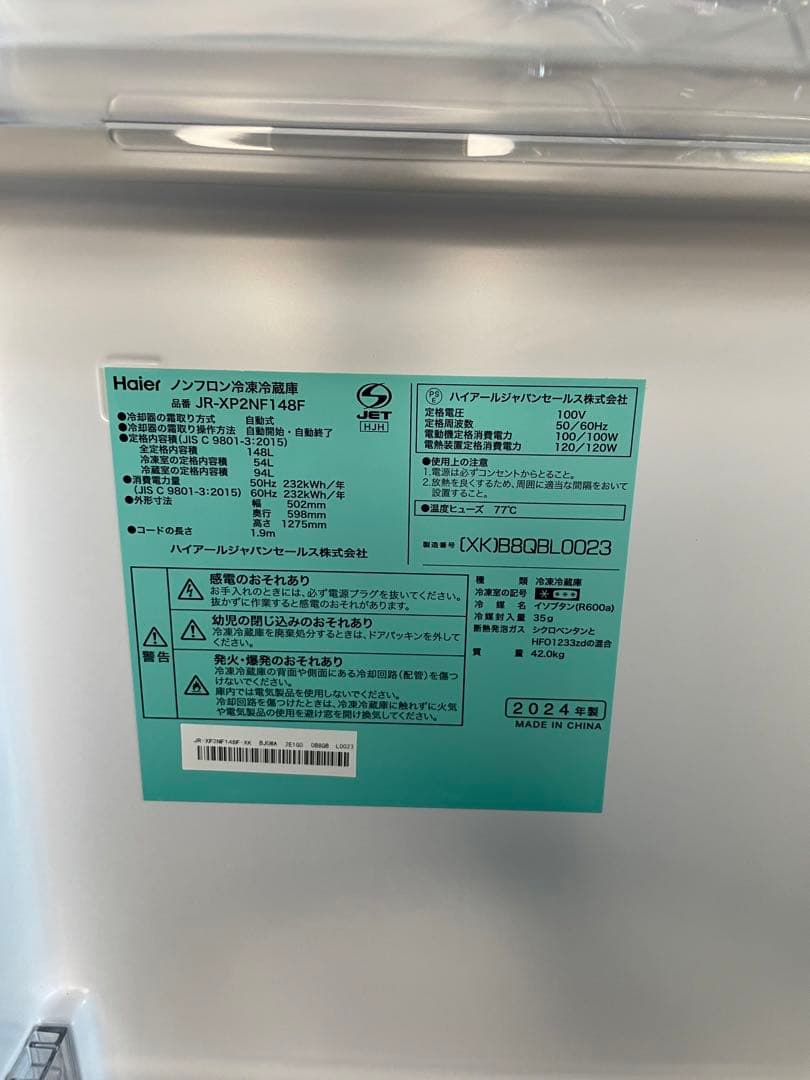 Haier ノンフロン冷凍冷蔵庫
品番 JR-XP2NF148F
●冷却器の霜取り方式 自動式
●冷却器の霜取り操作方法 自動開始・自動終了
●定格内容積(JIS C 9801-3:2015)
全定格内容積 148L
冷凍室の定格内容積 54L
冷蔵室の定格内容積 94L
●消費電力量 50Hz 232kWh/年
(JIS C 9801-3:2015) 60Hz 232kWh/年
●外形寸法 幅 502mm
奥行 598mm
高さ 1275mm
●コードの長さ 1.9m
ハイアールジャパンセールス株式会社
S
JET
HJH
PS
E
ハイアールジャパンセールス株式会社
定格電圧 100V
定格周波数 50/60Hz
電動機定格消費電力 100/100W
電熱装置定格消費電力 120/120W
●使用上の注意
1.電源は必ずコンセントからとること。
2.放熱を良くするため、周囲に適当な間隔をおいて
設置すること。
●温度ヒューズ 77℃
製造番号 (XK)B8QBL0023
警告
感電のおそれあり
お手入れのときには、必ず電源プラグを抜いてください。
抜かずに作業すると感電のおそれがあります。
幼児の閉じ込みのおそれあり
冷凍冷蔵庫を廃棄処分するときは、ドアパッキンを外して
ください。
発火・爆発のおそれあり
冷凍冷蔵庫の背面や側面にある冷却回路(配管)を傷つ
けないでください。
庫内では電気製品を使用しないでください。
冷却回路を傷つけたときは、冷凍冷蔵庫に触れずに火気
や電気製品の使用を避け窓を開け換気してください。
種類 冷凍冷蔵庫
冷凍室の記号
冷媒名 イソブタン(R600a)
冷媒封入量 35g
断熱発泡ガス シクロペンタンと
HFO1233zdの混合
質量 42.0kg
2024年製
MADE IN CHINA
JR-XP2NF148F-XK BJ0WA 2E1G0 0B8QB L0023